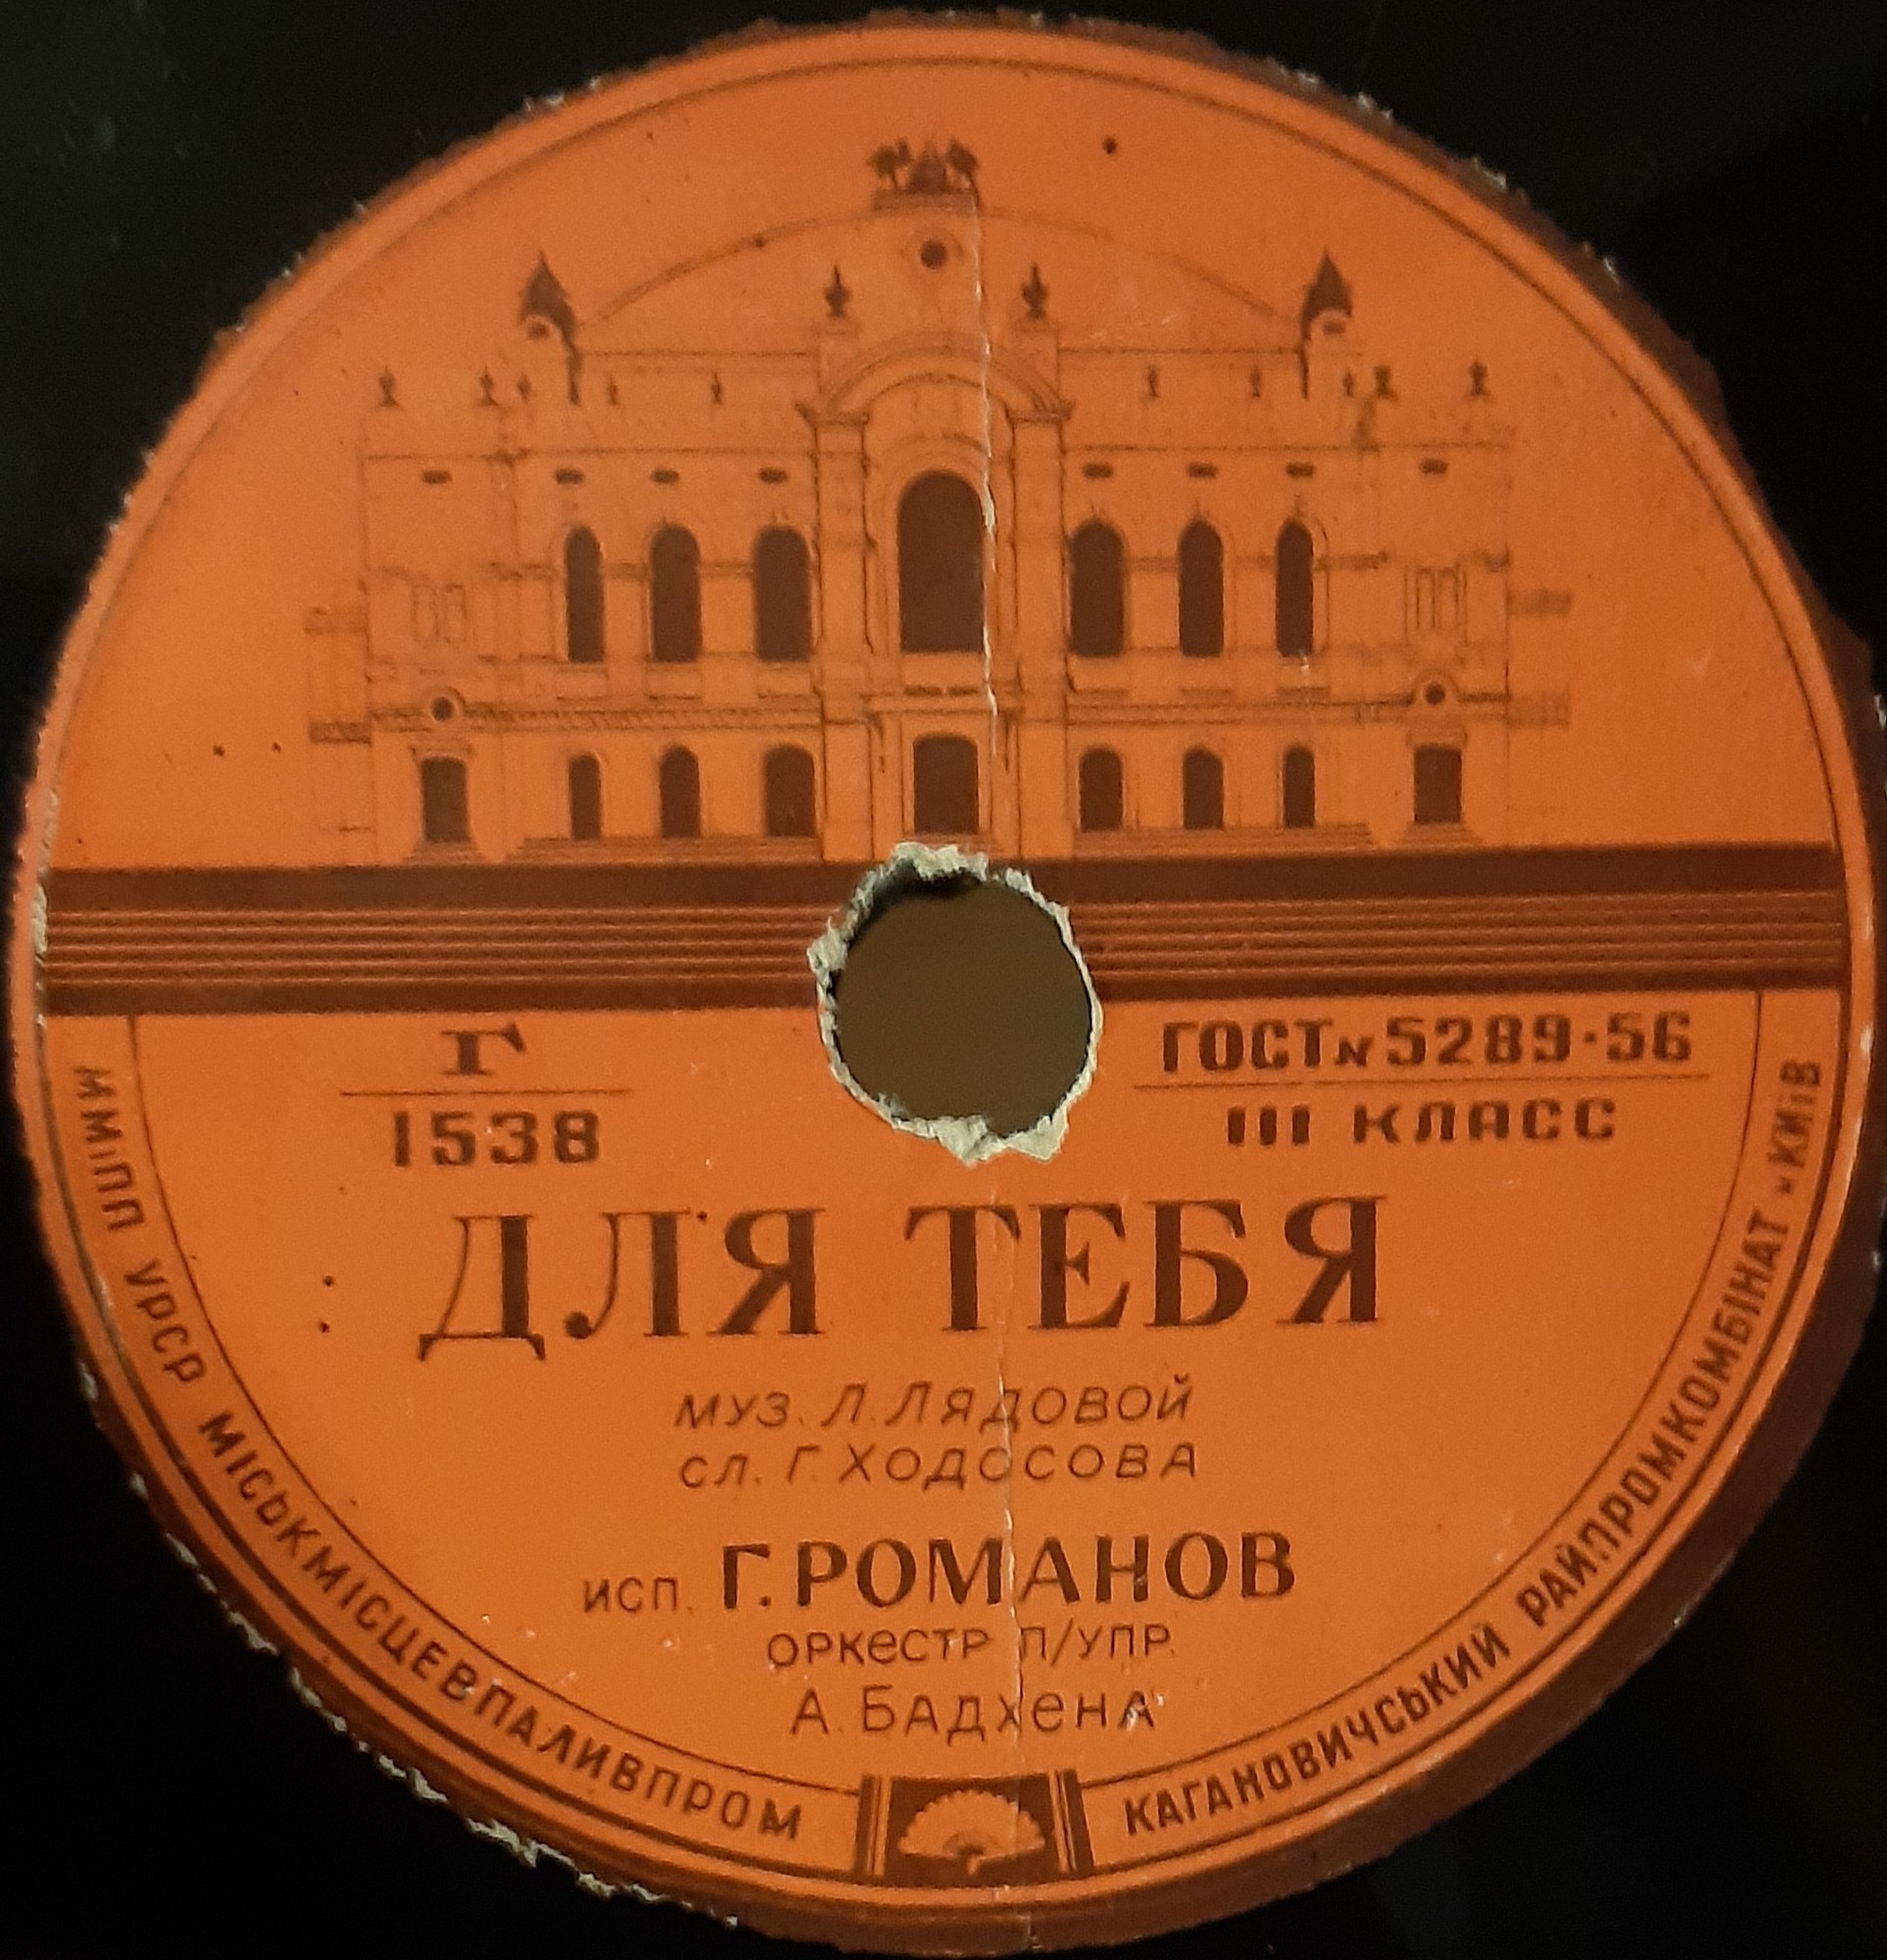 Г
1538
ГОСТ№5289·56
III КЛАСС
ДЛЯ ТЕБЯ
МУЗ. Л. ЛЯДОВОЙ
СЛ. Г. ХОДОСОВА
ИСП. Г. РОМАНОВ
ОРКЕСТР П/УПР.
А. БАДХЕНА
ММПП УРСР МІСЬКМІСЦЕВПАЛИВПРОМ
КАГАНОВИЧСЬКИЙ РАЙПРОМКОМБІНАТ • КИЇВ